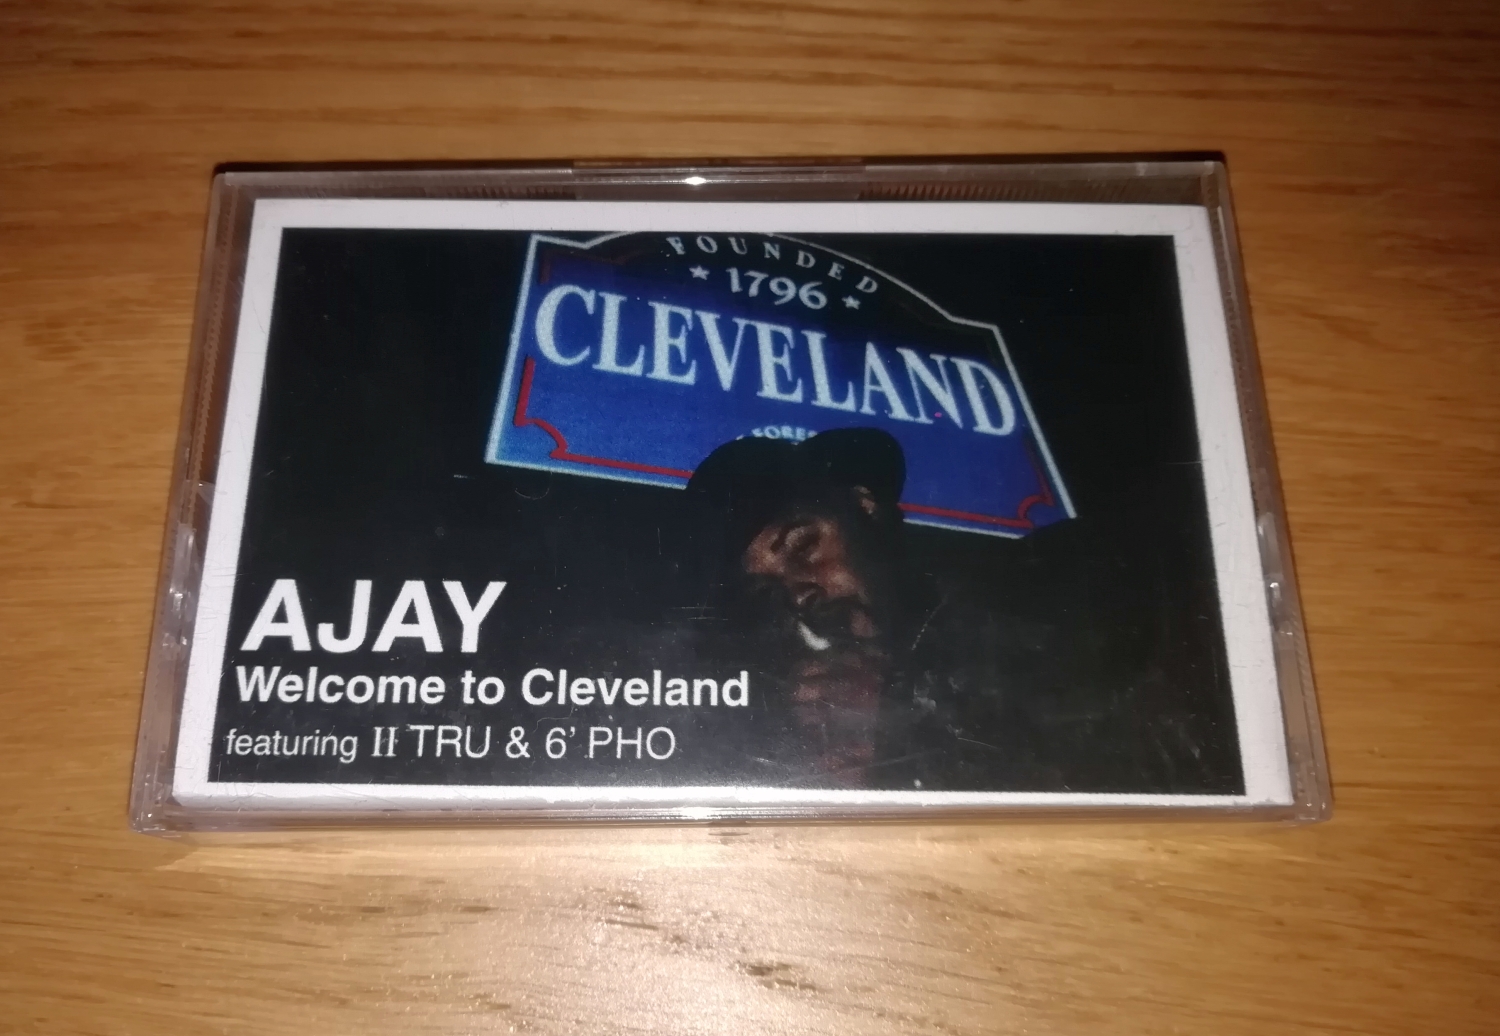 FOUNDED
★ 1796 ★
CLEVELAND
AJAY
Welcome to Cleveland
featuring II TRU & 6' PHO